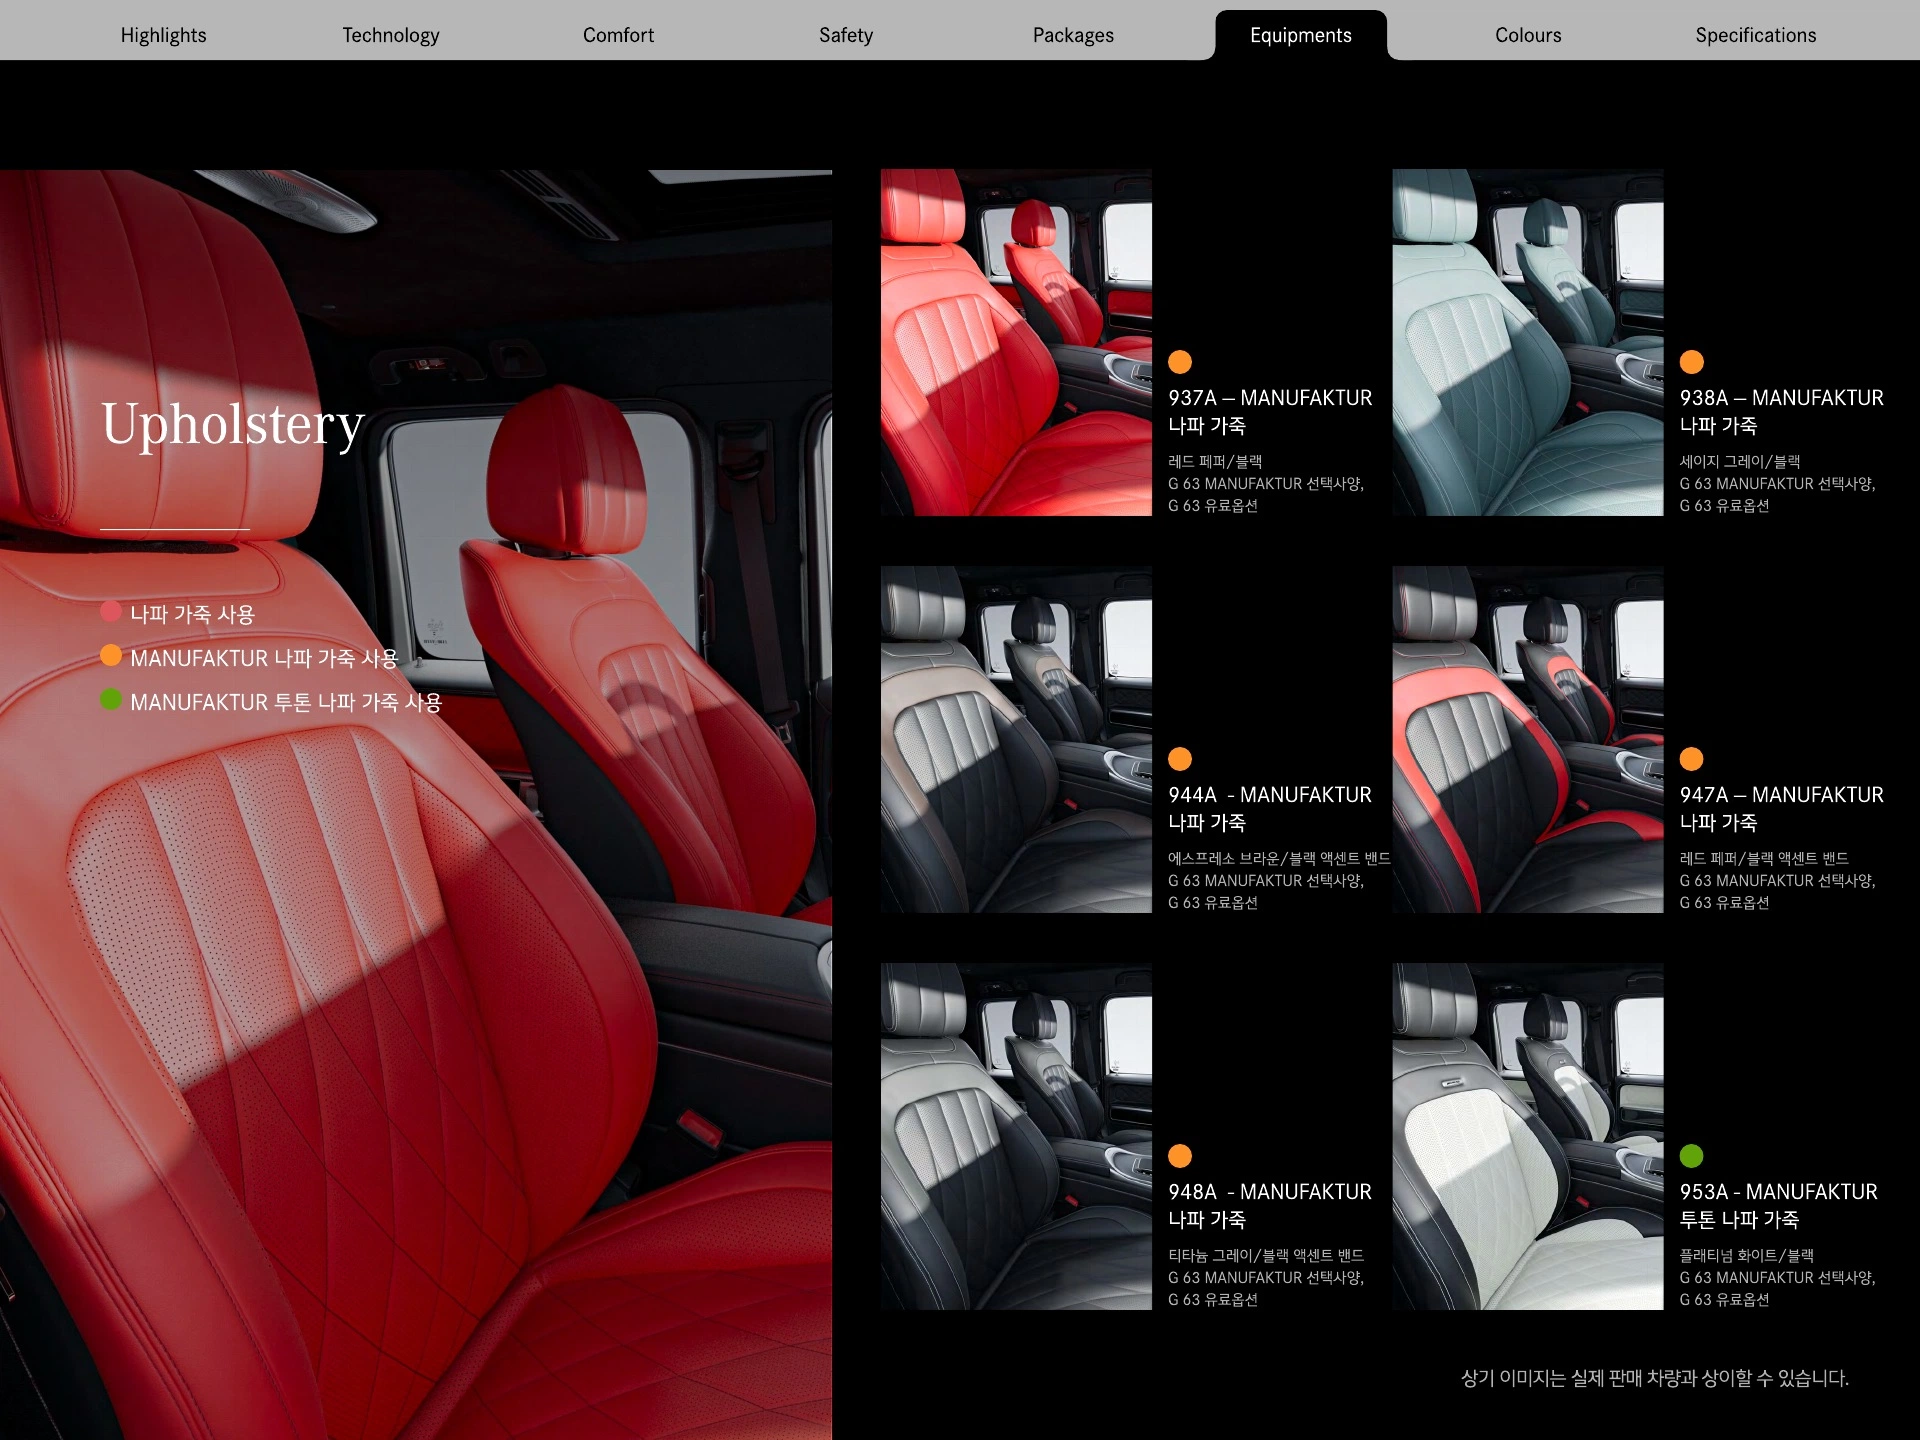 Highlights
Technology
Comfort
Safety
Packages
Equipments
Colours
Specifications
Upholstery
나파 가죽 사용
MANUFAKTUR 나파 가죽 사용
MANUFAKTUR 투톤 나파 가죽 사용
937A – MANUFAKTUR
나파 가죽
레드 페퍼/블랙
G 63 MANUFAKTUR 선택사양,
G 63 유료옵션
938A – MANUFAKTUR
나파 가죽
세이지 그레이/블랙
G 63 MANUFAKTUR 선택사양,
G 63 유료옵션
944A - MANUFAKTUR
나파 가죽
에스프레소 브라운/블랙 액센트 밴드
G 63 MANUFAKTUR 선택사양,
G 63 유료옵션
947A – MANUFAKTUR
나파 가죽
레드 페퍼/블랙 액센트 밴드
G 63 MANUFAKTUR 선택사양,
G 63 유료옵션
948A - MANUFAKTUR
나파 가죽
티타늄 그레이/블랙 액센트 밴드
G 63 MANUFAKTUR 선택사양,
G 63 유료옵션
953A - MANUFAKTUR
투톤 나파 가죽
플래티넘 화이트/블랙
G 63 MANUFAKTUR 선택사양,
G 63 유료옵션
상기 이미지는 실제 판매 차량과 상이할 수 있습니다.